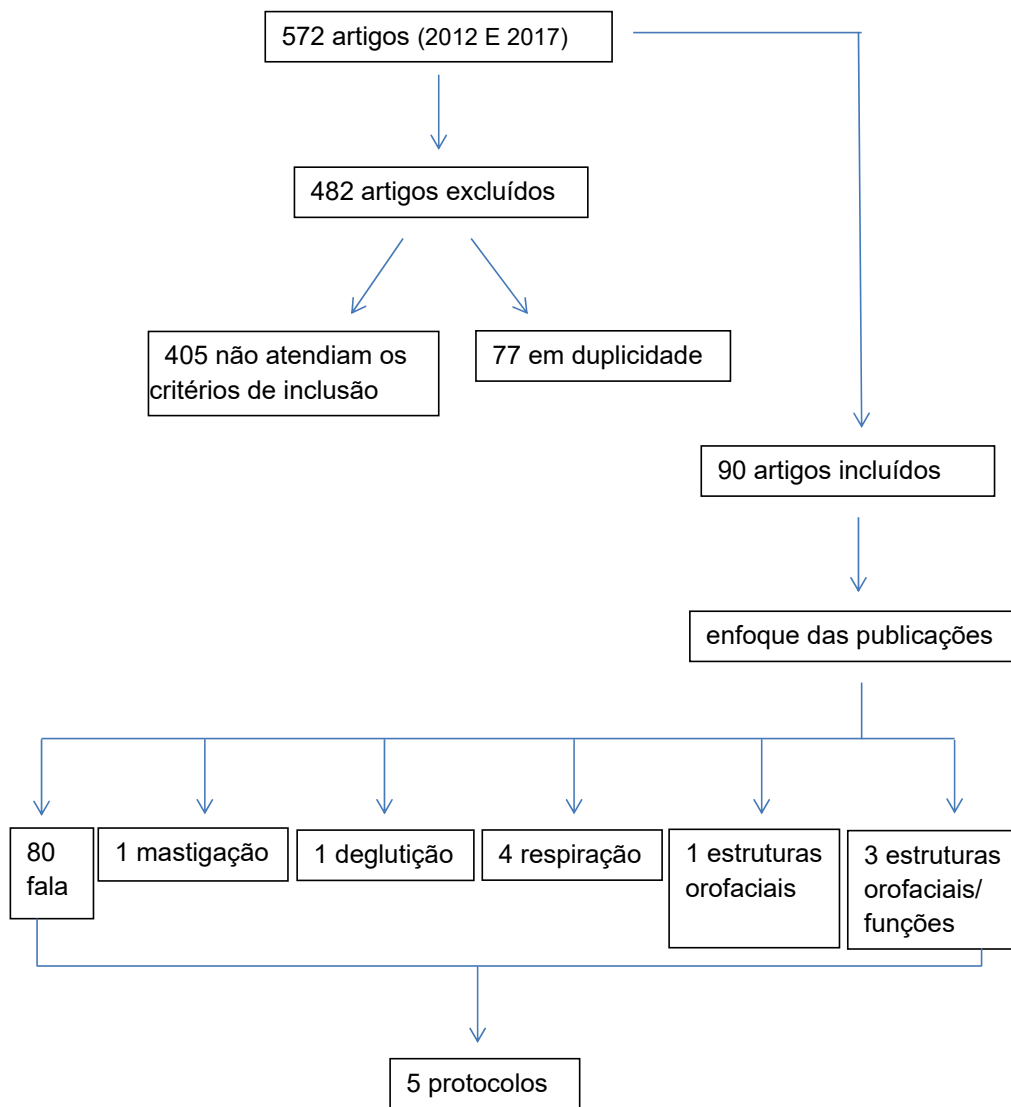 572 artigos (2012 E 2017)
482 artigos excluídos
405 não atendiam os
critérios de inclusão
77 em duplicidade
90 artigos incluídos
enfoque das publicações
80
fala
1 mastigação
1 deglutição
4 respiração
1 estruturas
orofaciais
3 estruturas
orofaciais/
funções
5 protocolos